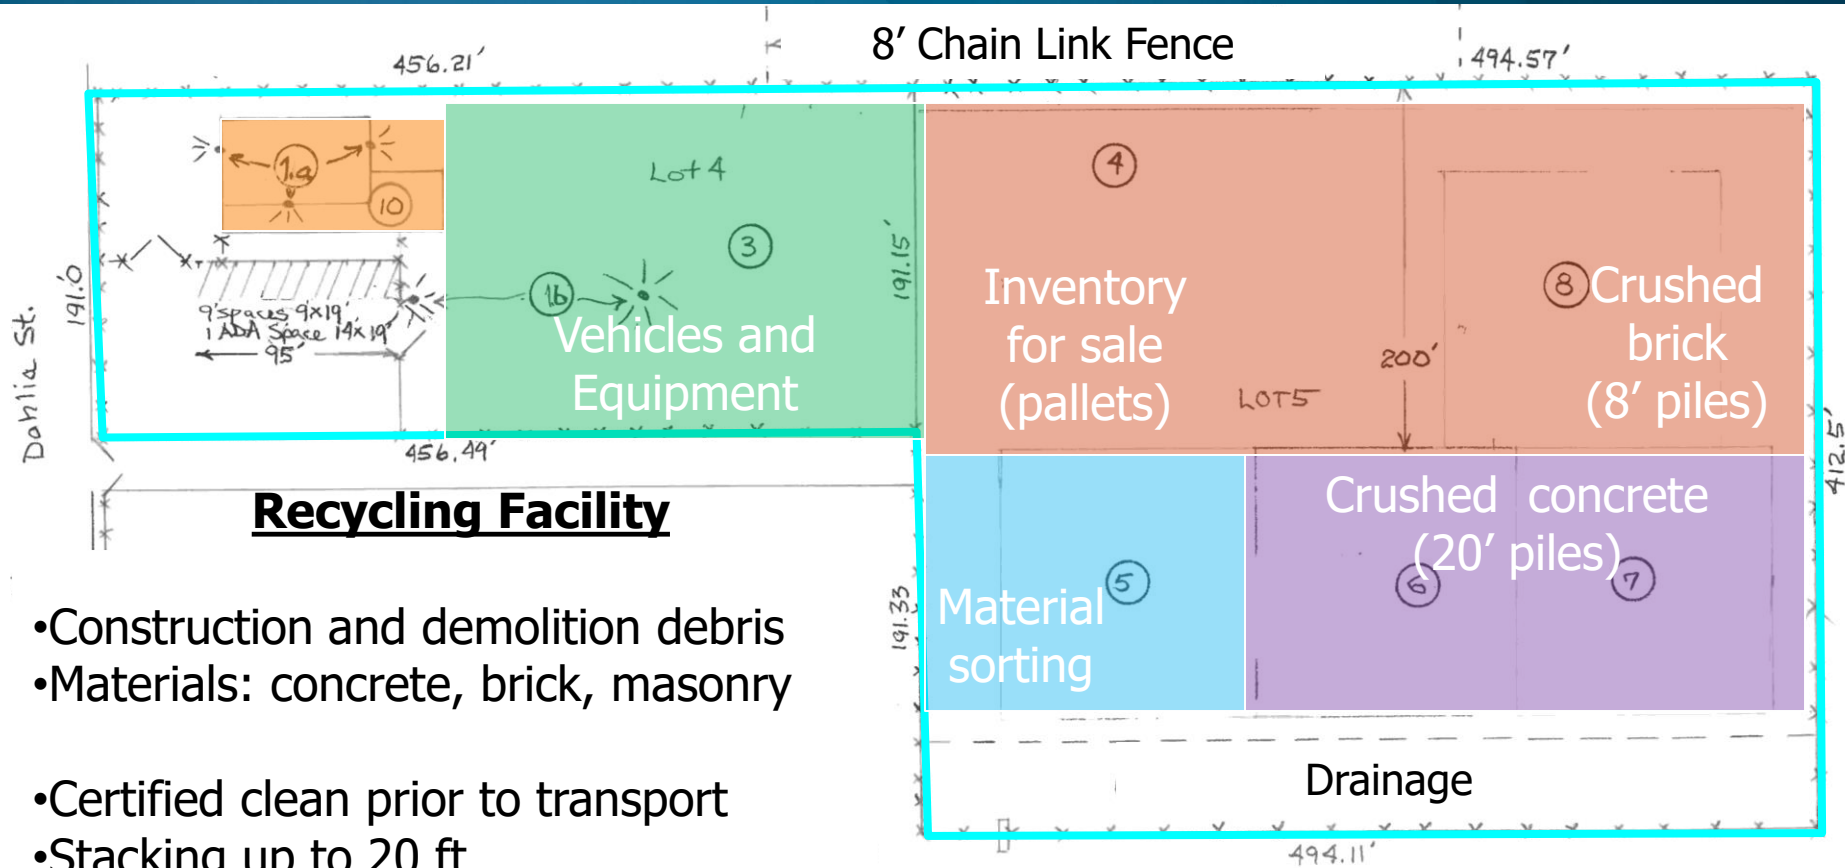 8’ Chain Link Fence
456.21’
494.57’
1.a
10
Lot 4
3
4
191.0
Dahlia St.
1b
191.15’
9 spaces 9x19’
1 ADA Space 14x19’
95’
Vehicles and
Equipment
Inventory
for sale
(pallets)
8
Crushed
brick
(8’ piles)
200’
LOT 5
412.5’
456.49’
Recycling Facility
Crushed concrete
(20’ piles)
5
6
7
Material
sorting
191.33
•Construction and demolition debris
•Materials: concrete, brick, masonry
•Certified clean prior to transport
•Stacking up to 20 ft
Drainage
494.11’